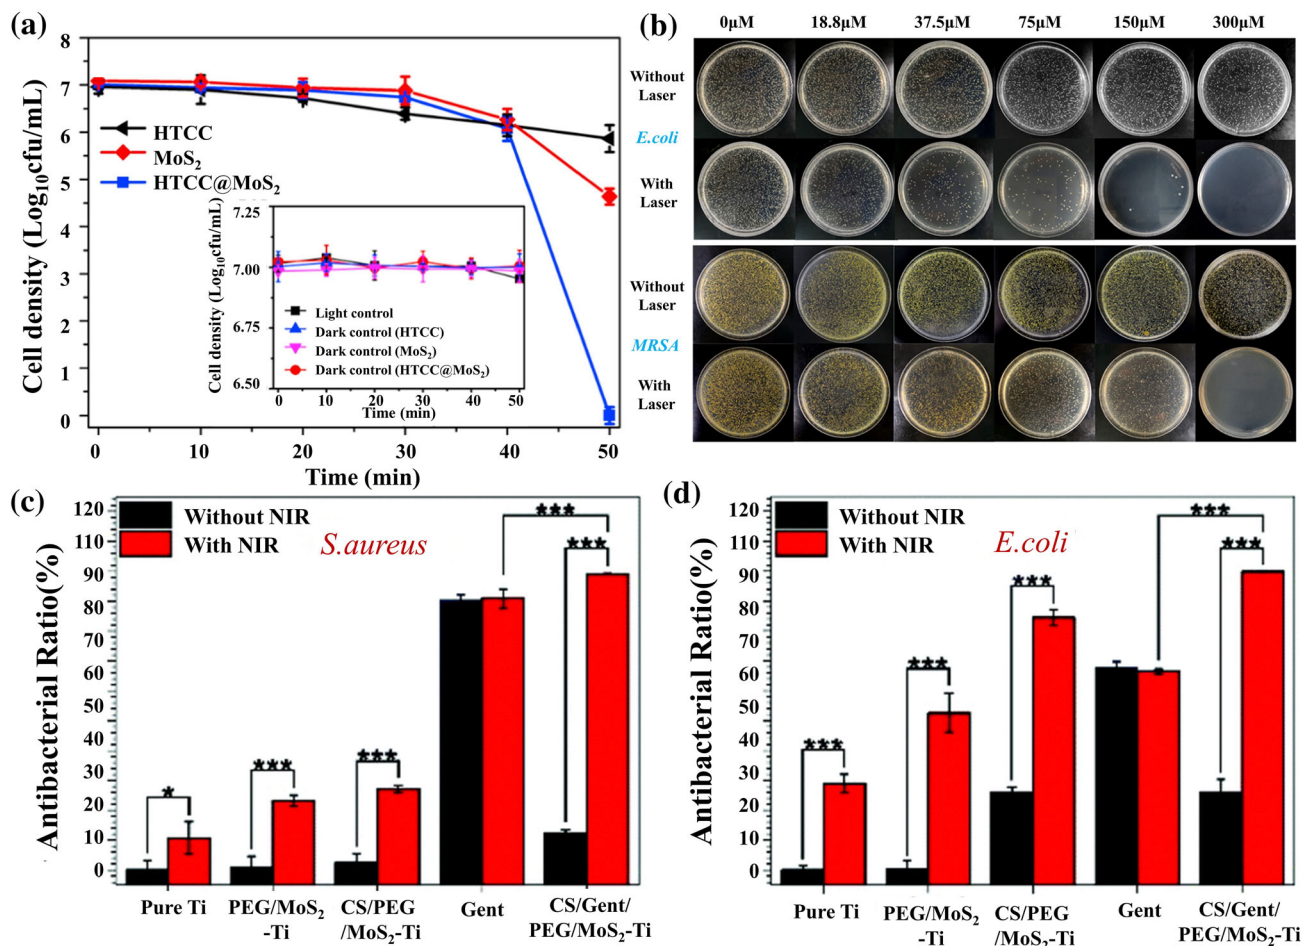 (a)
8
7
6
5
4
3
2
1
0
Cell density (Log10cfu/mL)
HTCC
MoS2
HTCC@MoS2
7.25
7.00
6.75
6.50
Cell density (Log10cfu/mL)
Light control
Dark control (HTCC)
Dark control (MoS2)
Dark control (HTCC@MoS2)
0 10 20 30 40 50
Time (min)
0 10 20 30 40 50
Time (min)
(b)
0μM 18.8μM 37.5μM 75μM 150μM 300μM
Without
Laser
E.coli
With
Laser
Without
Laser
MRSA
With
Laser
(c)
120
110
90
80
70
60
50
40
30
20
10
0
Antibacterial Ratio(%)
Without NIR
With NIR
S.aureus
*
***
***
***
***
Pure Ti
PEG/MoS2
-Ti
CS/PEG
/MoS2-Ti
Gent
CS/Gent/
PEG/MoS2-Ti
(d)
120
110
90
80
70
60
50
40
30
20
10
0
Antibacterial Ratio(%)
Without NIR
With NIR
E.coli
***
***
***
***
***
Pure Ti
PEG/MoS2
-Ti
CS/PEG
/MoS2-Ti
Gent
CS/Gent/
PEG/MoS2-Ti